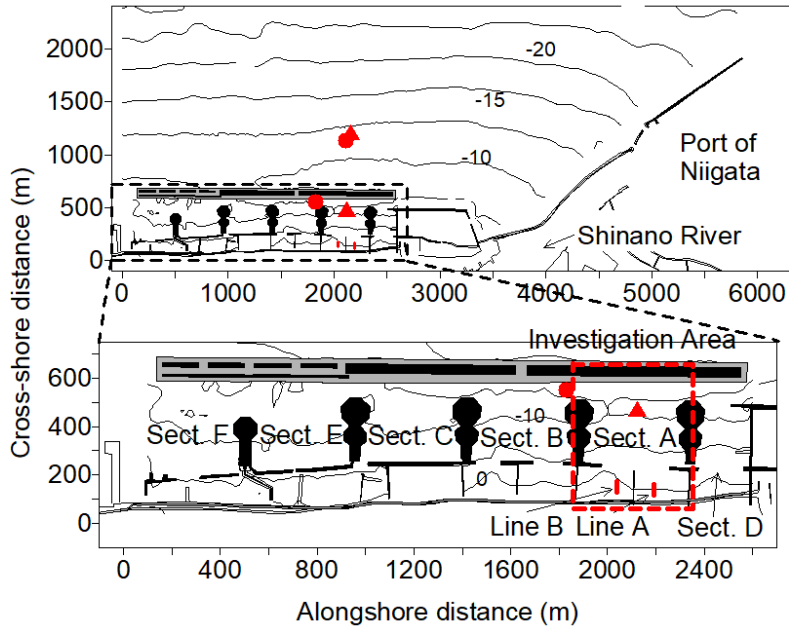 2000
1500
1000
500
0
-20
-15
-10
Port of
Niigata
Shinano River
0 1000 2000 3000 4000 5000 6000
Cross-shore distance (m)
Investigation Area
600
400
200
0
-10
Sect. F Sect. E Sect. C Sect. B Sect. A
0
Line B Line A Sect. D
0 400 800 1200 1600 2000 2400
Alongshore distance (m)